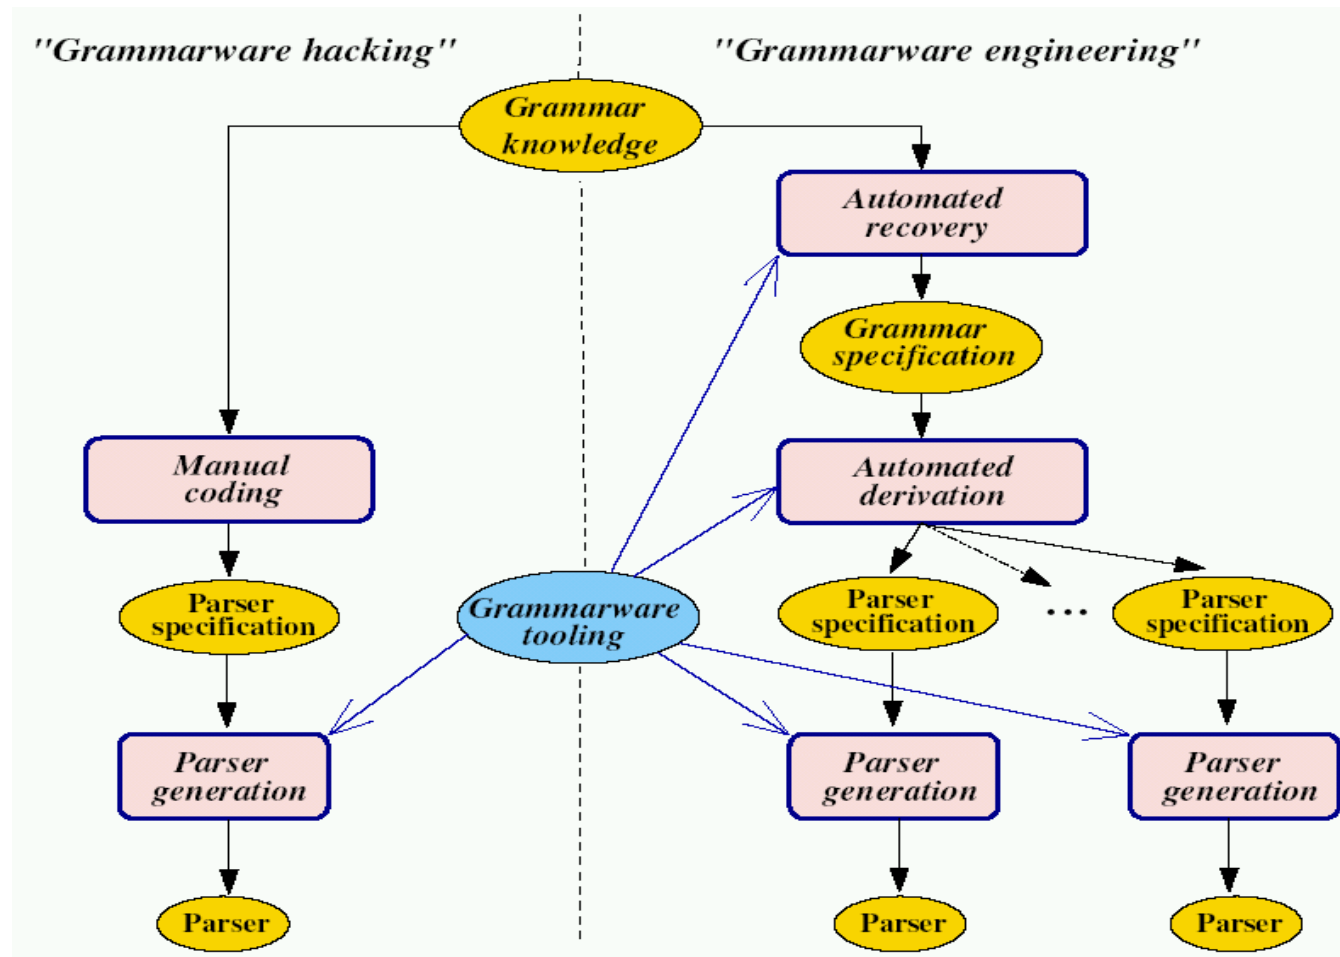 "Grammarware hacking"
"Grammarware engineering"
Grammar
knowledge
Automated
recovery
Grammar
specification
Manual
coding
Automated
derivation
Parser
specification
Grammarware
tooling
Parser
specification
...
Parser
specification
Parser
generation
Parser
generation
Parser
generation
Parser
Parser
Parser